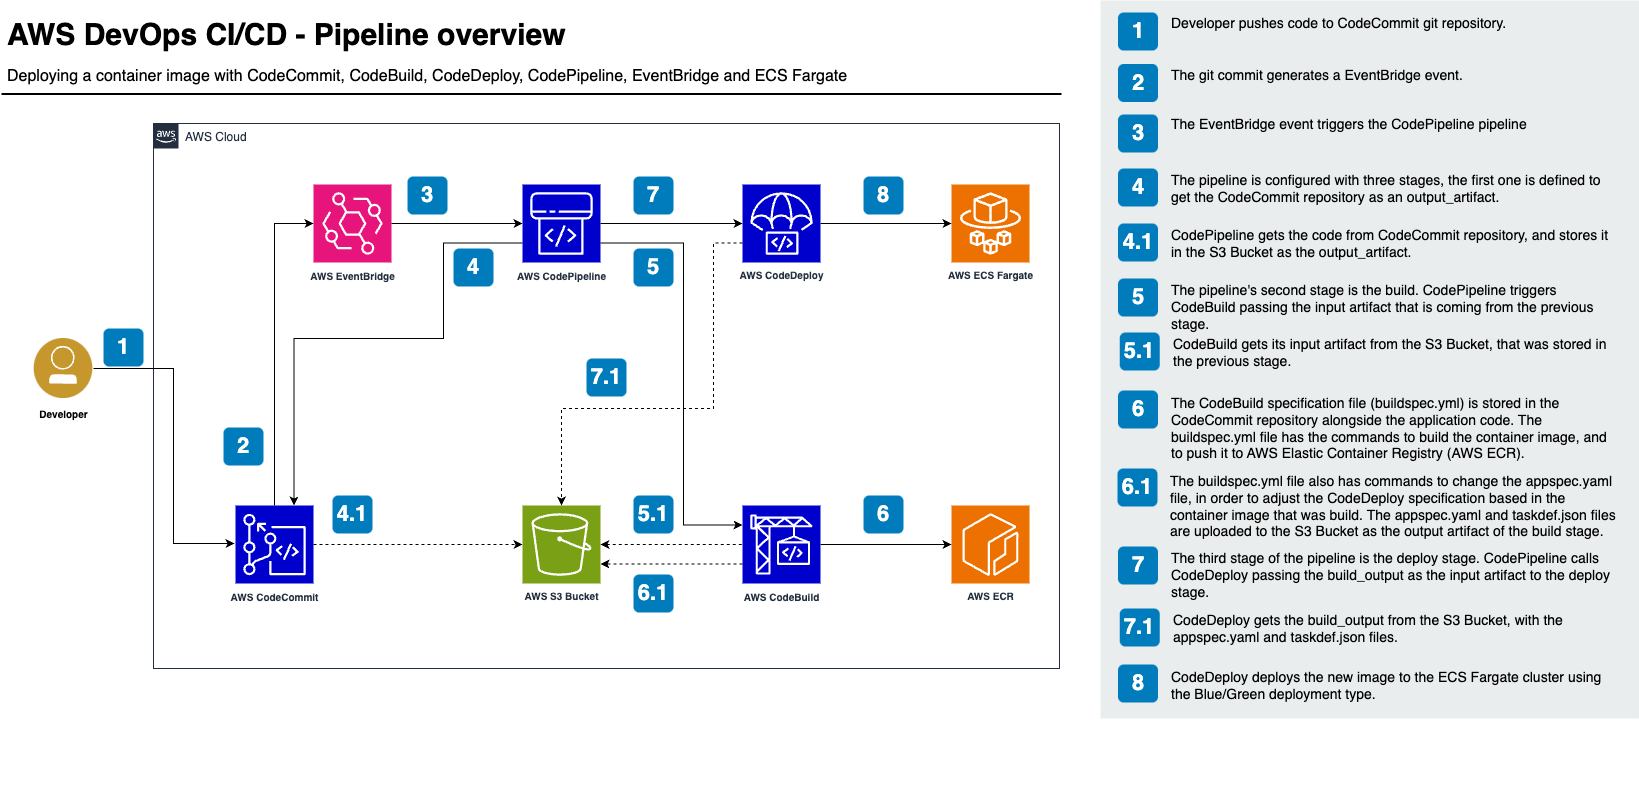 AWS DevOps CI/CD - Pipeline overview
Deploying a container image with CodeCommit, CodeBuild, CodeDeploy, CodePipeline, EventBridge and ECS Fargate
aws
AWS Cloud
3
7
8
AWS EventBridge
4
AWS CodePipeline
5
AWS CodeDeploy
AWS ECS Fargate
1
Developer
7.1
2
4.1
5.1
6
AWS CodeCommit
AWS S3 Bucket
6.1
AWS CodeBuild
AWS ECR
1
Developer pushes code to CodeCommit git repository.
2
The git commit generates a EventBridge event.
3
The EventBridge event triggers the CodePipeline pipeline
4
The pipeline is configured with three stages, the first one is defined to
get the CodeCommit repository as an output_artifact.
4.1
CodePipeline gets the code from CodeCommit repository, and stores it
in the S3 Bucket as the output_artifact.
5
The pipeline's second stage is the build. CodePipeline triggers
CodeBuild passing the input artifact that is coming from the previous
stage.
5.1
CodeBuild gets its input artifact from the S3 Bucket, that was stored in
the previous stage.
6
The CodeBuild specification file (buildspec.yml) is stored in the
CodeCommit repository alongside the application code. The
buildspec.yml file has the commands to build the container image, and
to push it to AWS Elastic Container Registry (AWS ECR).
6.1
The buildspec.yml file also has commands to change the appspec.yaml
file, in order to adjust the CodeDeploy specification based in the
container image that was build. The appspec.yaml and taskdef.json files
are uploaded to the S3 Bucket as the output artifact of the build stage.
7
The third stage of the pipeline is the deploy stage. CodePipeline calls
CodeDeploy passing the build_output as the input artifact to the deploy
stage.
7.1
CodeDeploy gets the build_output from the S3 Bucket, with the
appspec.yaml and taskdef.json files.
8
CodeDeploy deploys the new image to the ECS Fargate cluster using
the Blue/Green deployment type.